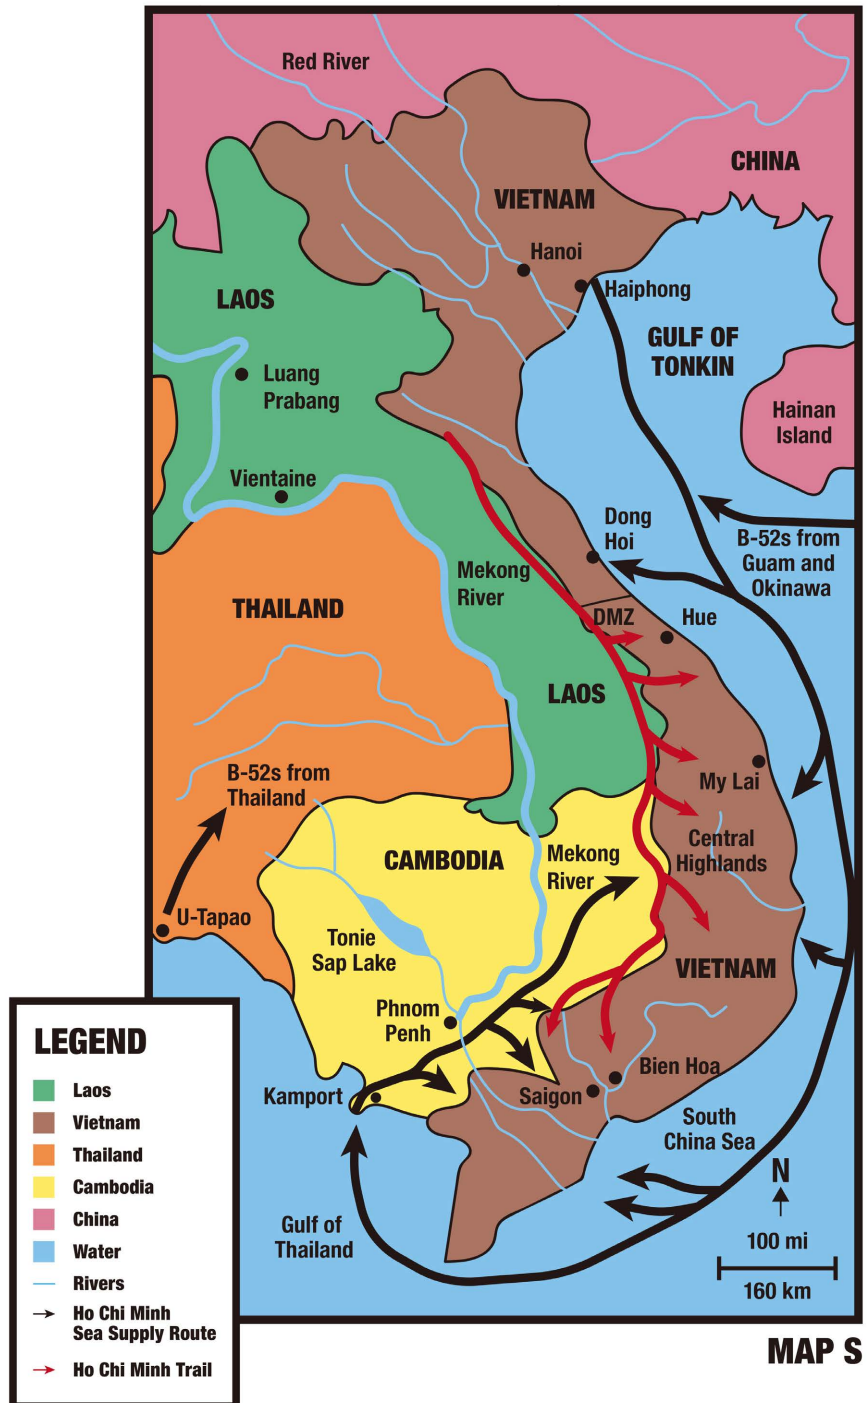 Red River
CHINA
VIETNAM
Hanoi
Haiphong
LAOS
GULF OF
TONKIN
Luang
Prabang
Hainan
Island
Vientaine
Dong
Hoi
B-52s from
Guam and
Okinawa
Mekong
River
THAILAND
DMZ
Hue
LAOS
B-52s from
Thailand
My Lai
Central
Highlands
CAMBODIA
Mekong
River
U-Tapao
Tonie
Sap Lake
VIETNAM
Phnom
Penh
Bien Hoa
Kamport
Saigon
South
China Sea
N
Gulf of
Thailand
100 mi
160 km
LEGEND
Laos
Vietnam
Thailand
Cambodia
China
Water
Rivers
Ho Chi Minh
Sea Supply Route
Ho Chi Minh Trail
MAP S